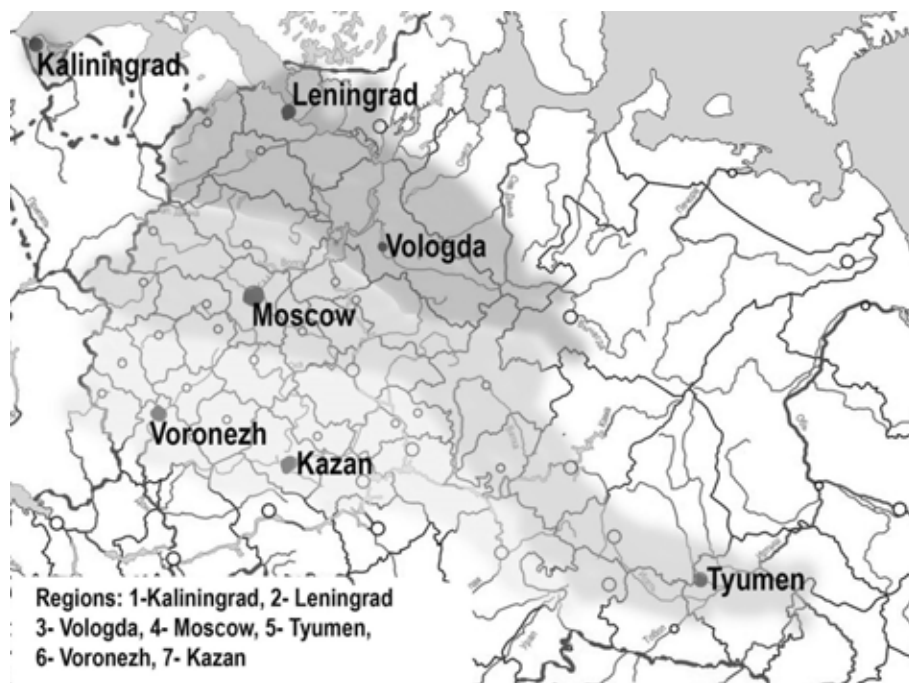 Kaliningrad
Leningrad
Vologda
Moscow
Voronezh
Kazan
Tyumen
Regions: 1-Kaliningrad, 2- Leningrad
3- Vologda, 4- Moscow, 5- Tyumen,
6- Voronezh, 7- Kazan